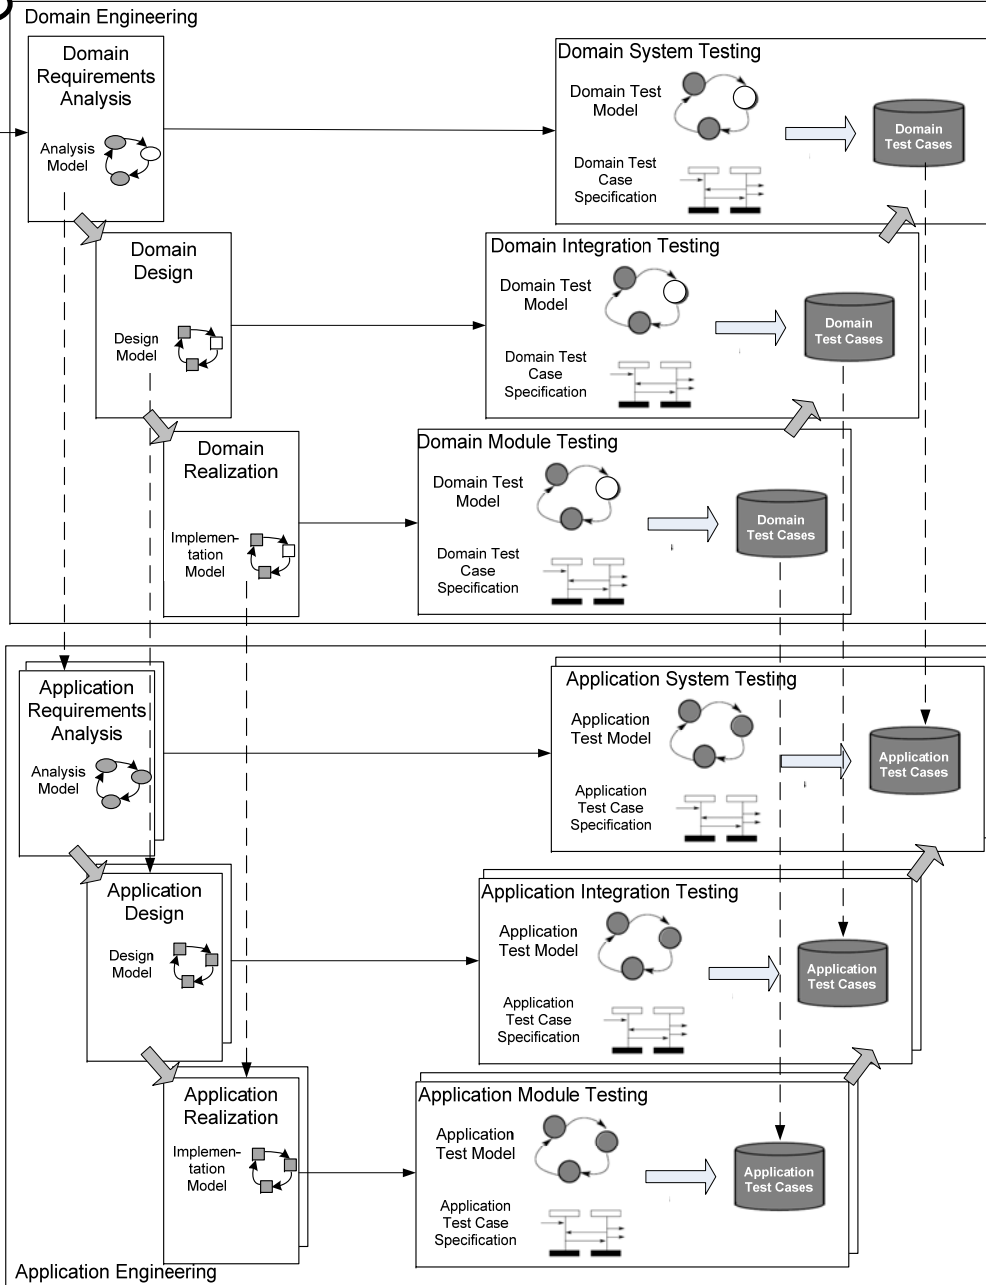 Domain Engineering
Domain
Requirements
Analysis
Analysis
Model
Domain System Testing
Domain Test
Model
Domain Test
Case
Specification
Domain
Test Cases
Domain
Design
Design
Model
Domain Integration Testing
Domain Test
Model
Domain Test
Case
Specification
Domain
Test Cases
Domain
Realization
Implemen-
tation
Model
Domain Module Testing
Domain Test
Model
Domain Test
Case
Specification
Domain
Test Cases
Application
Requirements
Analysis
Analysis
Model
Application System Testing
Application
Test Model
Application
Test Case
Specification
Application
Test Cases
Application
Design
Design
Model
Application Integration Testing
Application
Test Model
Application
Test Case
Specification
Application
Test Cases
Application
Realization
Implemen-
tation
Model
Application Module Testing
Application
Test Model
Application
Test Case
Specification
Application
Test Cases
Application Engineering